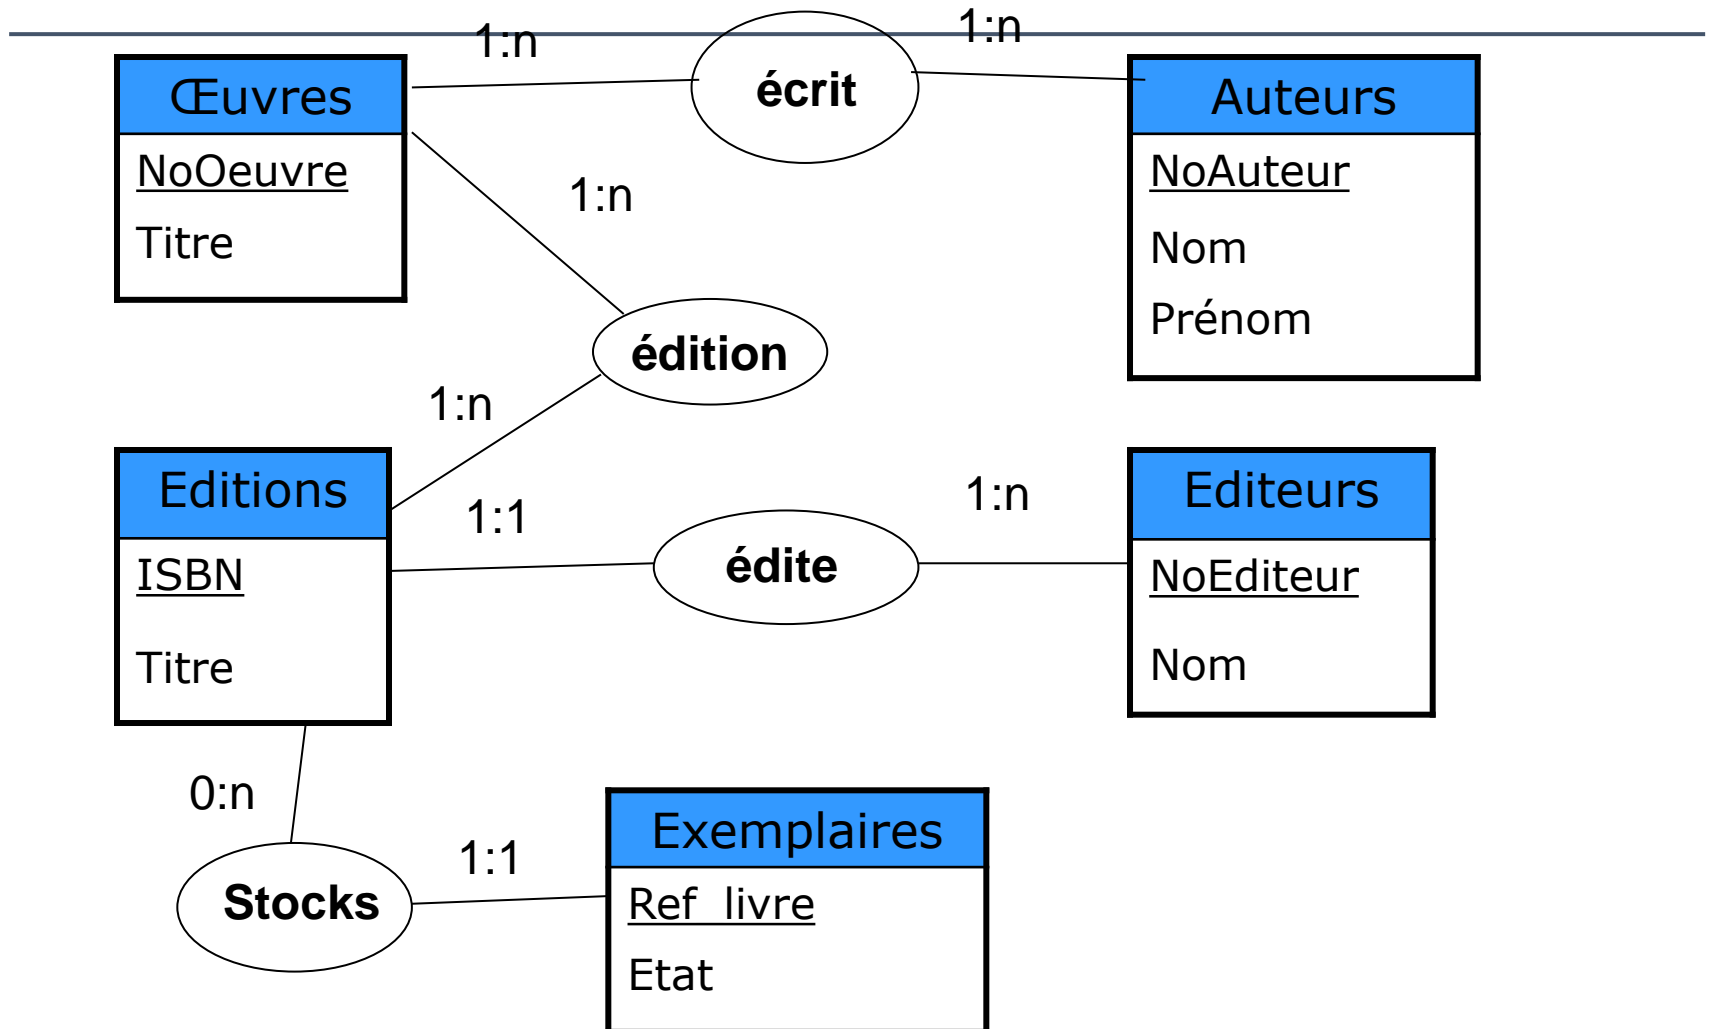 1:n
1:n
Œuvres
écrit
Auteurs
NoOeuvre
Titre
1:n
NoAuteur
Nom
Prénom
édition
1:n
Editions
1:1
1:n
Editeurs
ISBN
Titre
édite
NoEditeur
Nom
0:n
Stocks
1:1
Exemplaires
Ref_livre
Etat